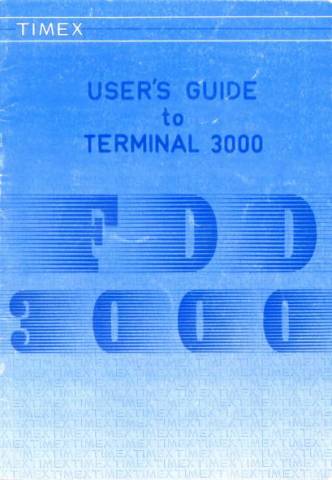 TIMEX
USER'S GUIDE
to
TERMINAL 3000
FDD
3000